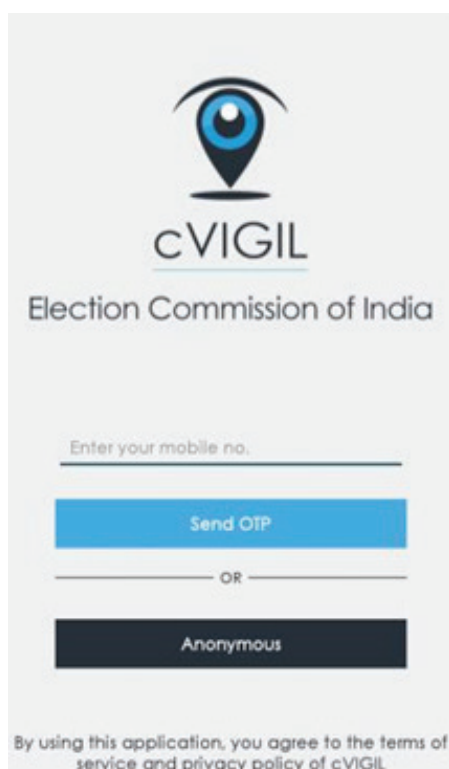 cVIGIL
Election Commission of India
Enter your mobile no.
Send OTP
OR
Anonymous
By using this application, you agree to the terms of
service and privacy policy of cVIGIL